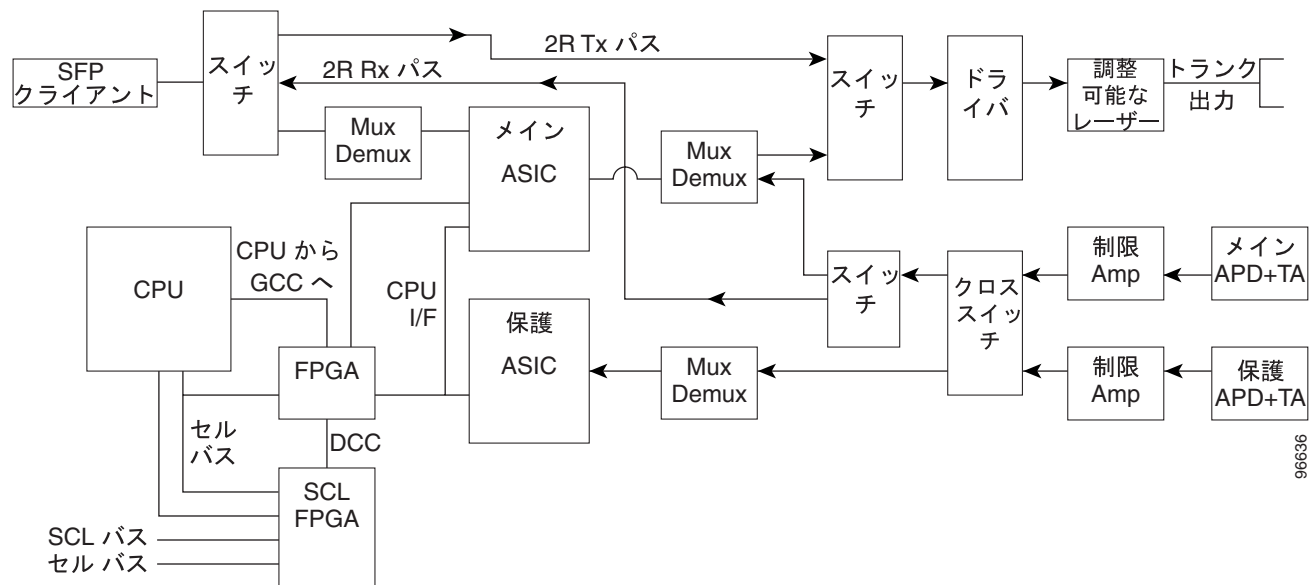 SFP
クライアント
スイッ
チ
2R Tx パス
2R Rx パス
Mux
Demux
メイン
ASIC
Mux
Demux
スイッ
チ
ドラ
イバ
調整
可能な
レーザー
トランク
出力
CPU
CPU から
GCC へ
CPU
I/F
保護
ASIC
FPGA
セル
バス
DCC
SCL
FPGA
SCL バス
セル バス
Mux
Demux
スイッ
チ
クロス
スイッ
チ
制限
Amp
メイン
APD+TA
制限
Amp
保護
APD+TA
96636